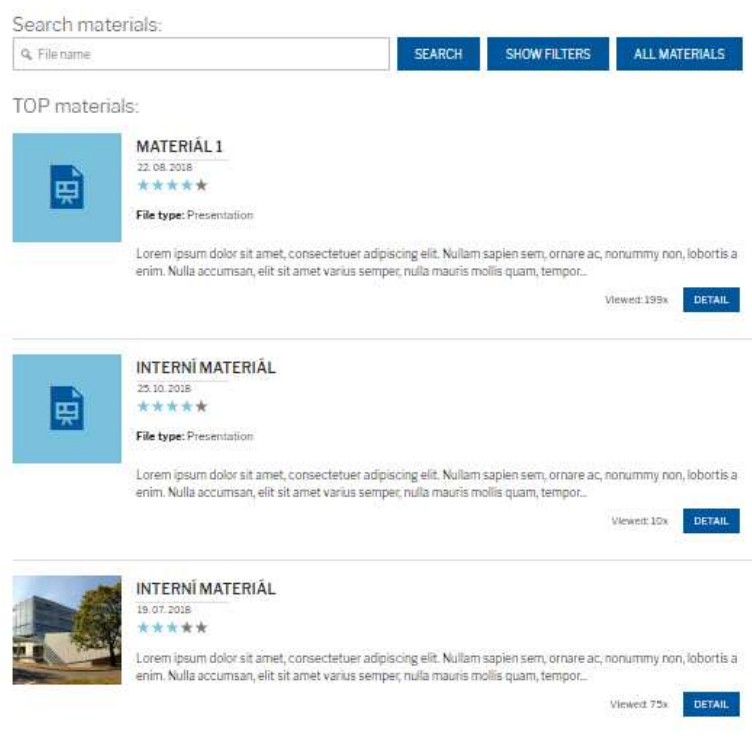 Search materials:
File name
SEARCH
SHOW FILTERS
ALL MATERIALS
TOP materials:
MATERIÁL 1
22. 08. 2018
File type: Presentation
Lorem ipsum dolor sit amet, consectetuer adipiscing elit. Nullam sapien sem, ornare ac, nonummy non, lobortis a
enim. Nulla accumsan, elit sit amet varius semper, nulla mauris mollis quam, tempor...
Viewed: 199x
DETAIL
INTERNÍ MATERIÁL
25. 10. 2018
File type: Presentation
Lorem ipsum dolor sit amet, consectetuer adipiscing elit. Nullam sapien sem, ornare ac, nonummy non, lobortis a
enim. Nulla accumsan, elit sit amet varius semper, nulla mauris mollis quam, tempor...
Viewed: 10x
DETAIL
INTERNÍ MATERIÁL
19. 07. 2018
Lorem ipsum dolor sit amet, consectetuer adipiscing elit. Nullam sapien sem, ornare ac, nonummy non, lobortis a
enim. Nulla accumsan, elit sit amet varius semper, nulla mauris mollis quam, tempor...
Viewed: 75x
DETAIL